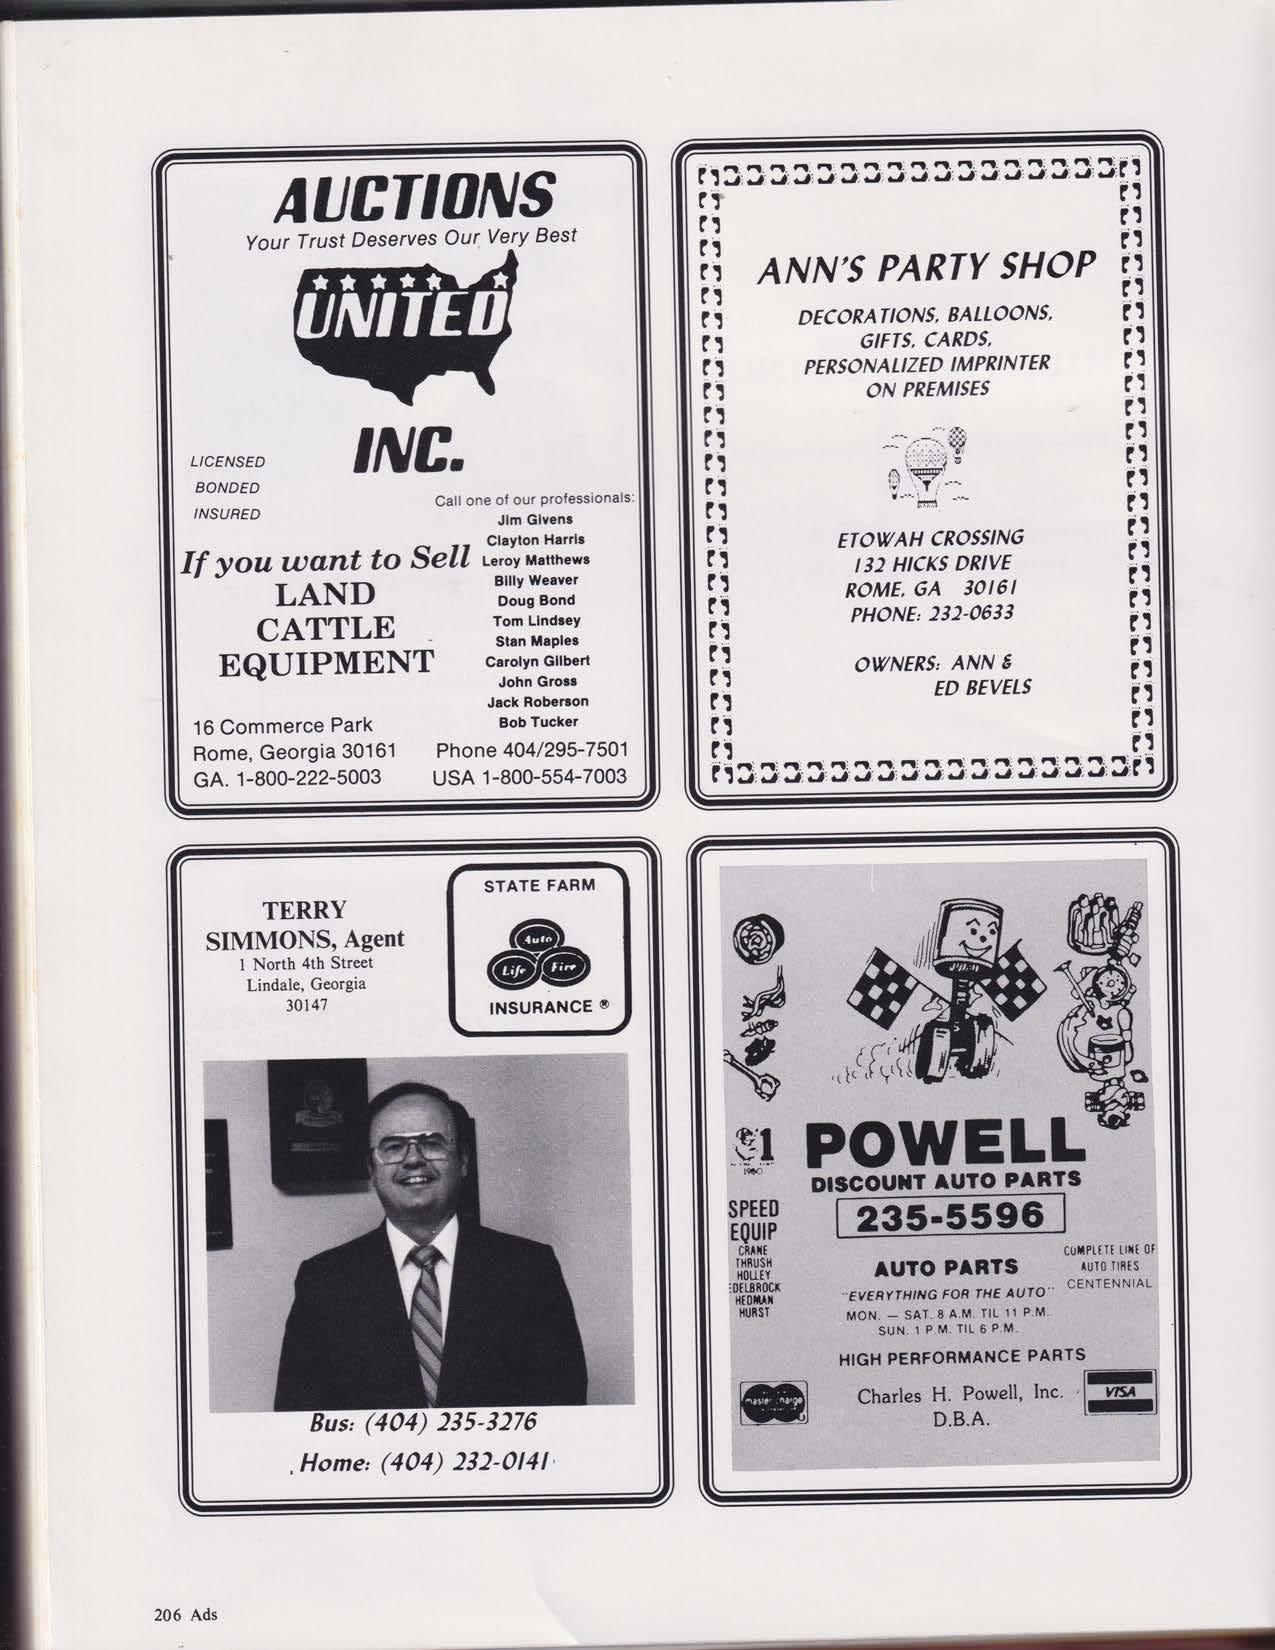 AUCTIONS
Your Trust Deserves Our Very Best
UNITED
INC.
LICENSED
BONDED
INSURED
Call one of our professionals:
Jim Givens
Clayton Harris
Leroy Matthews
Billy Weaver
Doug Bond
Tom Lindsey
Stan Maples
Carolyn Gilbert
John Gross
Jack Roberson
Bob Tucker
If you want to Sell
LAND
CATTLE
EQUIPMENT
16 Commerce Park
Rome, Georgia 30161
GA. 1-800-222-5003
Phone 404/295-7501
USA 1-800-554-7003
ANN'S PARTY SHOP
DECORATIONS, BALLOONS,
GIFTS, CARDS,
PERSONALIZED IMPRINTER
ON PREMISES
ETOWAH CROSSING
132 HICKS DRIVE
ROME, GA 30161
PHONE: 232-0633
OWNERS: ANN &
ED BEVELS
TERRY
SIMMONS, Agent
1 North 4th Street
Lindale, Georgia
30147
STATE FARM
Auto
Life Fire
INSURANCE ®
Bus: (404) 235-3276
Home: (404) 232-0141
1
1980
POWELL
DISCOUNT AUTO PARTS
235-5596
SPEED
EQUIP
CRANE
THRUSH
HOLLEY
EDELBROCK
HEDMAN
HURST
AUTO PARTS
"EVERYTHING FOR THE AUTO"
MON. — SAT. 8 A.M. TIL 11 P.M.
SUN. 1 P.M. TIL 6 P.M.
COMPLETE LINE OF
AUTO TIRES
CENTENNIAL
HIGH PERFORMANCE PARTS
master charge
Charles H. Powell, Inc.
D.B.A.
VISA
206 Ads